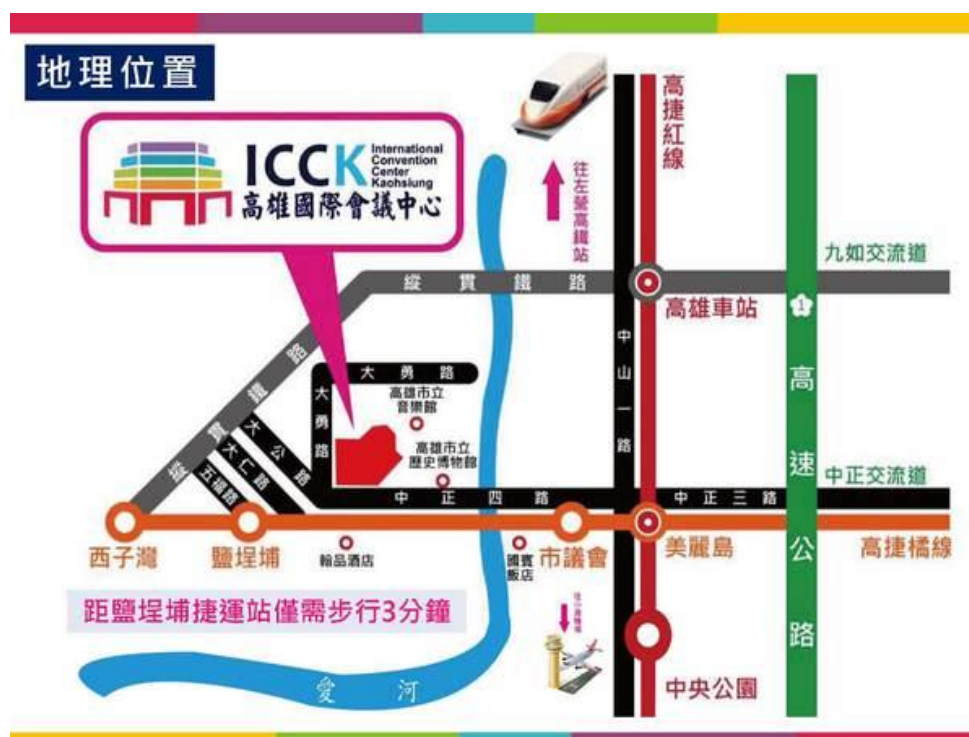 地理位置
ICCK
International
Convention
Center
Kaohsiung
高雄國際會議中心
高捷紅線
往左營高鐵站
九如交流道
縱貫鐵路
高雄車站
1
高速公路
中山一路
縱貫鐵路
大勇路
大勇路
高雄市立
音樂館
高雄市立
歷史博物館
大公路
大仁路
五福路
中正四路
中正三路
中正交流道
西子灣
鹽埕埔
翰品酒店
國賓
飯店
市議會
美麗島
高捷橘線
距鹽埕埔捷運站僅需步行3分鐘
往小港機場
中央公園
愛河